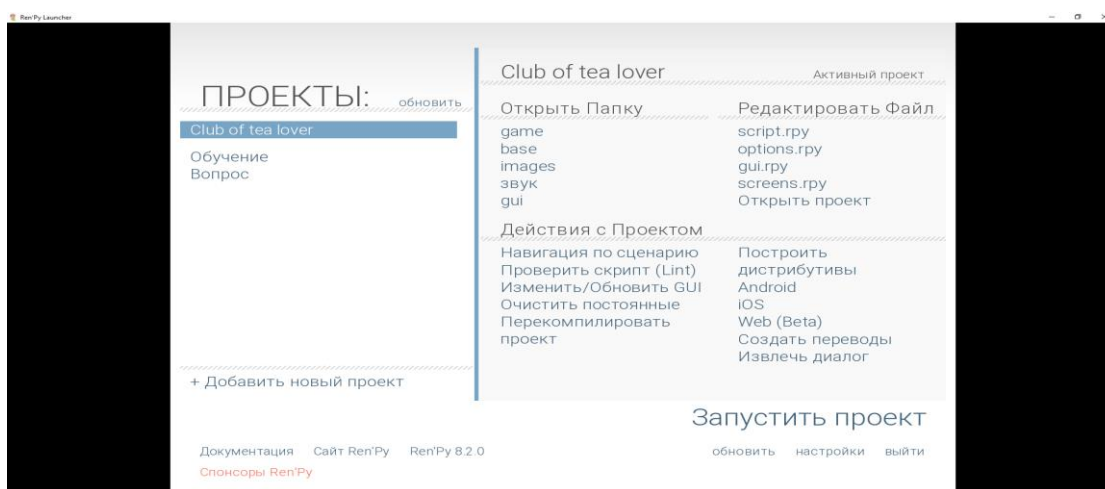 Ren'Py Launcher
ПРОЕКТЫ:
обновить
Club of tea lover
Обучение
Вопрос
+ Добавить новый проект
Club of tea lover
Активный проект
Открыть Папку
game
base
images
звук
gui
Редактировать Файл
script.rpy
options.rpy
gui.rpy
screens.rpy
Открыть проект
Действия с Проектом
Навигация по сценарию
Проверить скрипт (Lint)
Изменить/Обновить GUI
Очистить постоянные
Перекомпилировать
проект
Построить
дистрибутивы
Android
iOS
Web (Beta)
Создать переводы
Извлечь диалог
Запустить проект
Документация Сайт Ren'Py Ren'Py 8.2.0
Спонсоры Ren'Py
обновить настройки выйти